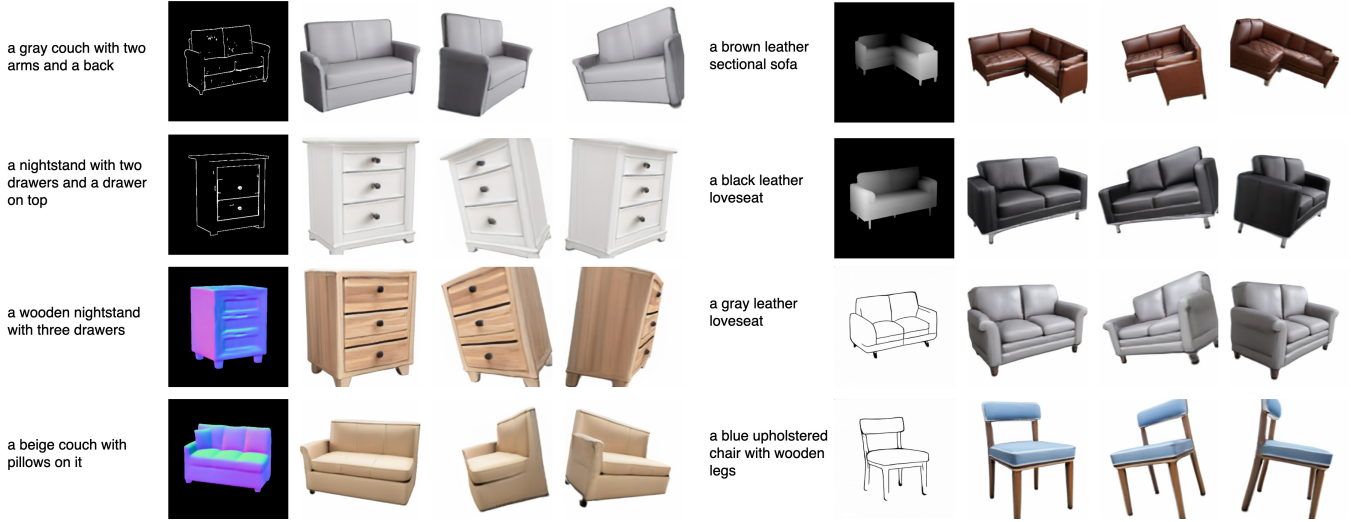 a gray couch with two
arms and a back
a nightstand with two
drawers and a drawer
on top
a wooden nightstand
with three drawers
a beige couch with
pillows on it
a brown leather
sectional sofa
a black leather
loveseat
a gray leather
loveseat
a blue upholstered
chair with wooden
legs